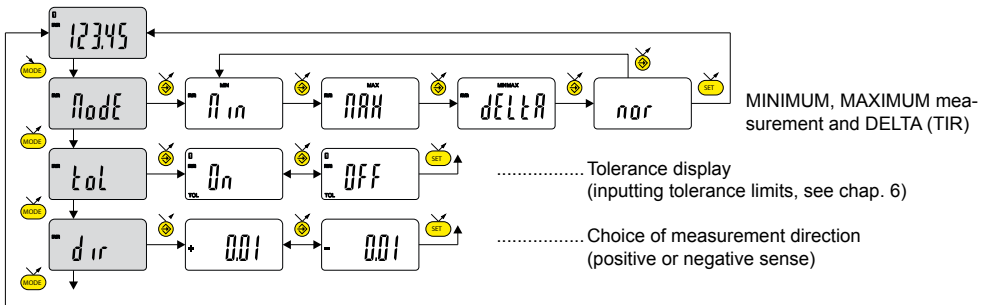 123.45
MODE
MIN
MAX
MINMAX
ModE
M in
MAX
dELtA
nor
SET
MINIMUM, MAXIMUM mea-
surement and DELTA (TIR)
MODE
toL
On
TOL
OFF
TOL
SET
.................. Tolerance display
(inputting tolerance limits, see chap. 6)
MODE
d ir
+ 0.01
- 0.01
SET
.................. Choice of measurement direction
(positive or negative sense)
MODE